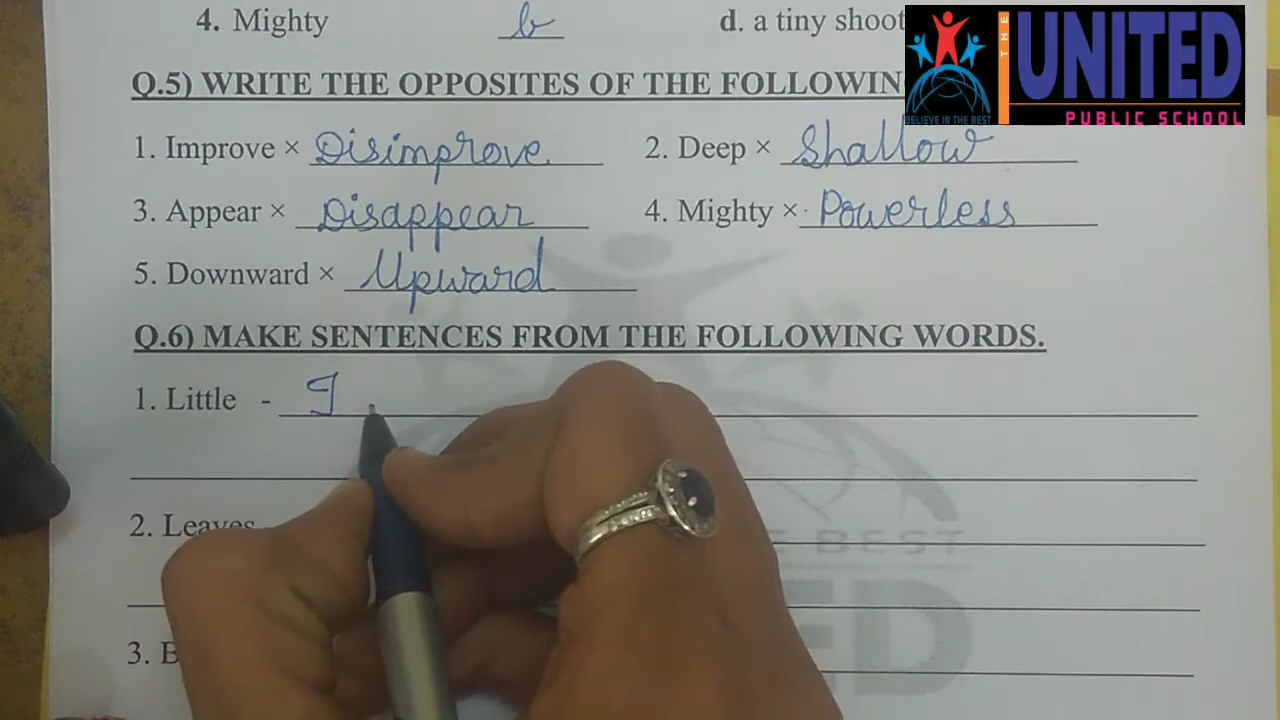 4. Mighty b d. a tiny shoot
THE UNITED
BELIEVE IN THE BEST
PUBLIC SCHOOL
Q.5) WRITE THE OPPOSITES OF THE FOLLOWIN
1. Improve × Disimprove 2. Deep × Shallow
3. Appear × Disappear 4. Mighty × Powerless
5. Downward × Upward
Q.6) MAKE SENTENCES FROM THE FOLLOWING WORDS.
1. Little - I
2. Leaves
BEST
3. B
ED